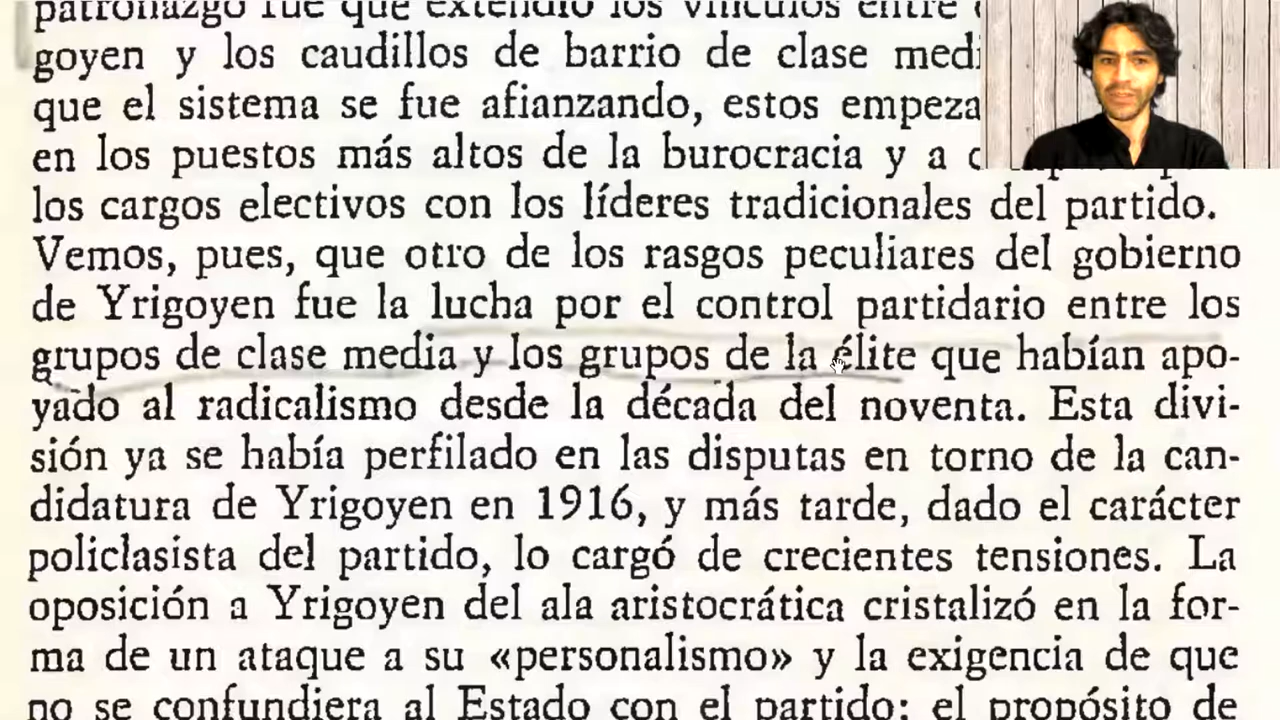 patronazgo fue que extendió los vínculos entre
goyen y los caudillos de barrio de clase medi
que el sistema se fue afianzando, estos empeza
en los puestos más altos de la burocracia y a
los cargos electivos con los líderes tradicionales del partido.
Vemos, pues, que otro de los rasgos peculiares del gobierno
de Yrigoyen fue la lucha por el control partidario entre los
grupos de clase media y los grupos de la élite que habían apo-
yado al radicalismo desde la década del noventa. Esta divi-
sión ya se había perfilado en las disputas en torno de la can-
didatura de Yrigoyen en 1916, y más tarde, dado el carácter
policlasista del partido, lo cargó de crecientes tensiones. La
oposición a Yrigoyen del ala aristocrática cristalizó en la for-
ma de un ataque a su «personalismo» y la exigencia de que
no se confundiera al Estado con el partido: el propósito de